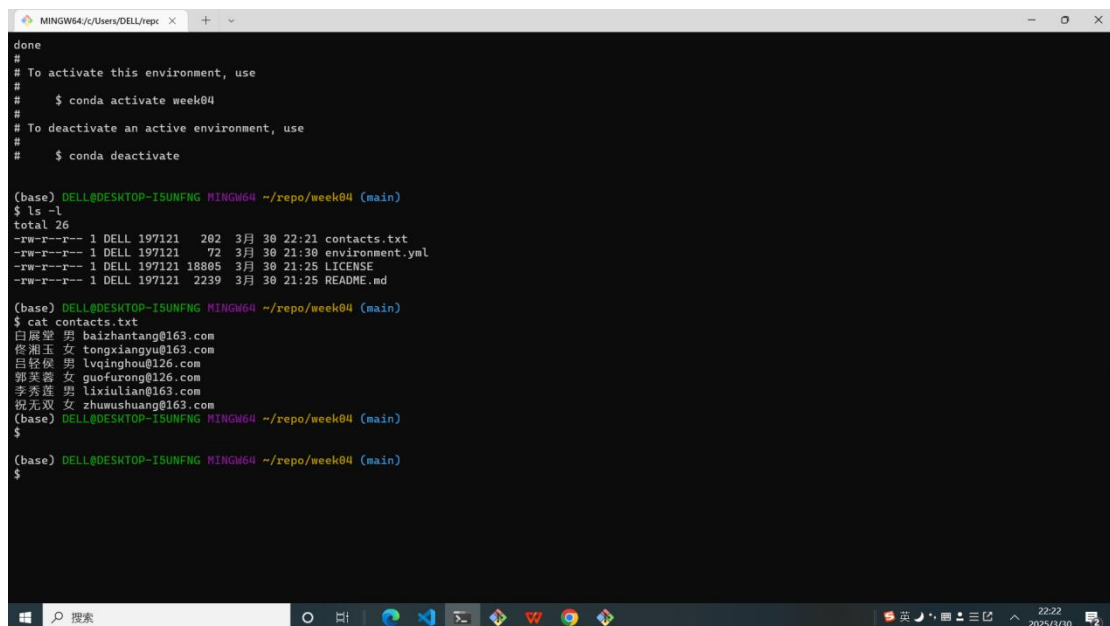 MINGW64:/c/Users/DELL/repo
done
#
# To activate this environment, use
#
#     $ conda activate week04
#
# To deactivate an active environment, use
#
#     $ conda deactivate
(base) DELL@DESKTOP-I5UNFNG MINGW64 ~/repo/week04 (main)
$ ls -l
total 26
-rw-r--r-- 1 DELL 197121   202  3月 30 22:21 contacts.txt
-rw-r--r-- 1 DELL 197121    72  3月 30 21:30 environment.yml
-rw-r--r-- 1 DELL 197121 18805  3月 30 21:25 LICENSE
-rw-r--r-- 1 DELL 197121  2239  3月 30 21:25 README.md
(base) DELL@DESKTOP-I5UNFNG MINGW64 ~/repo/week04 (main)
$ cat contacts.txt
白展堂 男 baizhantang@163.com
佟湘玉 女 tongxiangyu@163.com
吕轻侯 男 lvqinghou@126.com
郭芙蓉 女 guofurong@126.com
李秀莲 男 lixiulian@163.com
祝无双 女 zhuwushuang@163.com
(base) DELL@DESKTOP-I5UNFNG MINGW64 ~/repo/week04 (main)
$
(base) DELL@DESKTOP-I5UNFNG MINGW64 ~/repo/week04 (main)
$
搜索
英
22:22
2025/3/30